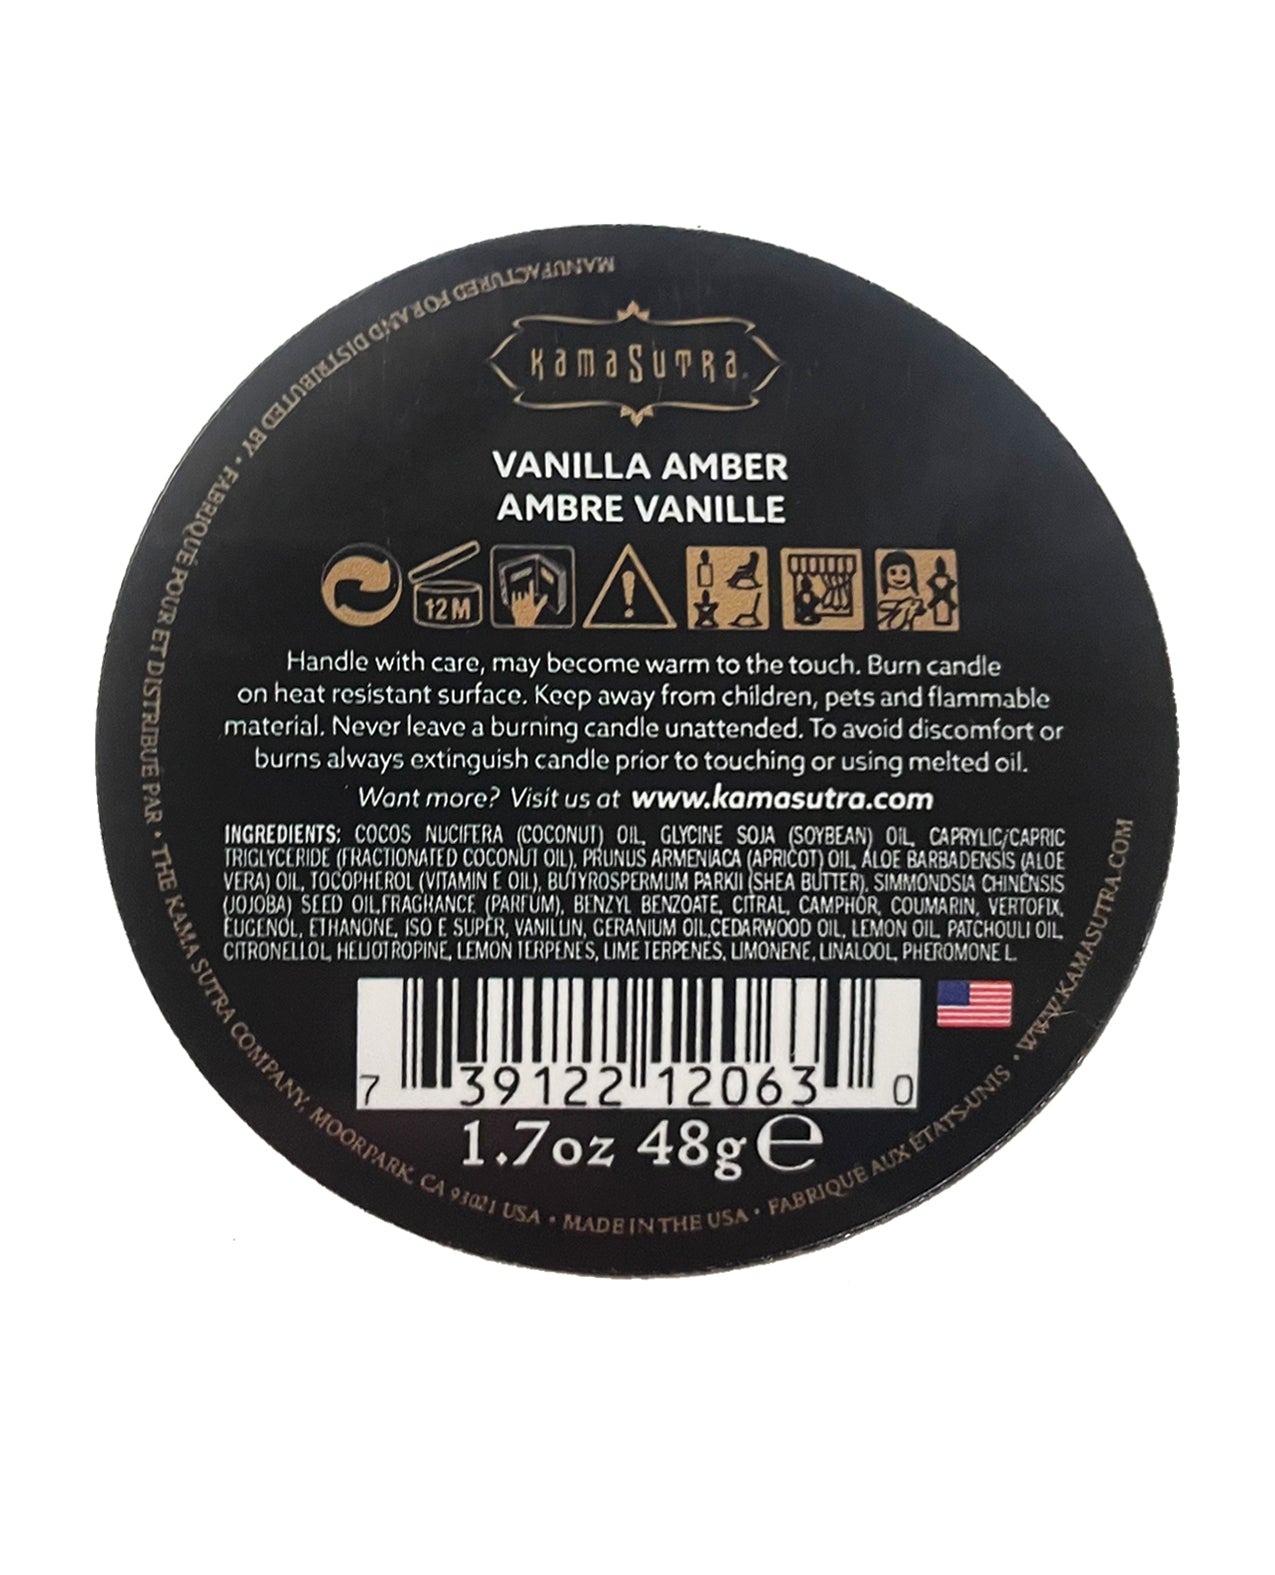 KamaSutra
VANILLA AMBER
AMBRE VANILLE
12M
Handle with care, may become warm to the touch. Burn candle
on heat resistant surface. Keep away from children, pets and flammable
material. Never leave a burning candle unattended. To avoid discomfort or
burns always extinguish candle prior to touching or using melted oil.
Want more? Visit us at www.kamasutra.com
INGREDIENTS: COCOS NUCIFERA (COCONUT) OIL, GLYCINE SOJA (SOYBEAN) OIL, CAPRYLIC/CAPRIC
TRIGLYCERIDE (FRACTIONATED COCONUT OIL), PRUNUS ARMENIACA (APRICOT) OIL, ALOE BARBADENSIS (ALOE
VERA) OIL, TOCOPHEROL (VITAMIN E OIL), BUTYROSPERMUM PARKII (SHEA BUTTER), SIMMONDSIA CHINENSIS
(JOJOBA) SEED OIL,FRAGRANCE (PARFUM), BENZYL BENZOATE, CITRAL, CAMPHOR, COUMARIN, VERTOFIX,
EUGENOL, ETHANONE, ISO E SUPER, VANILLIN, GERANIUM OIL,CEDARWOOD OIL, LEMON OIL, PATCHOULI OIL,
CITRONELLOL, HELIOTROPINE, LEMON TERPENES, LIME TERPENES, LIMONENE, LINALOOL, PHEROMONE L.
7 39122 12063 0
1.7oz 48g ℮
MANUFACTURED FOR AND DISTRIBUTED BY • FABRIQUÉ POUR ET DISTRIBUÉ PAR • THE KAMA SUTRA COMPANY, MOORPARK, CA 93021 USA • MADE IN THE USA • FABRIQUÉ AUX ÉTATS-UNIS • WWW.KAMASUTRA.COM